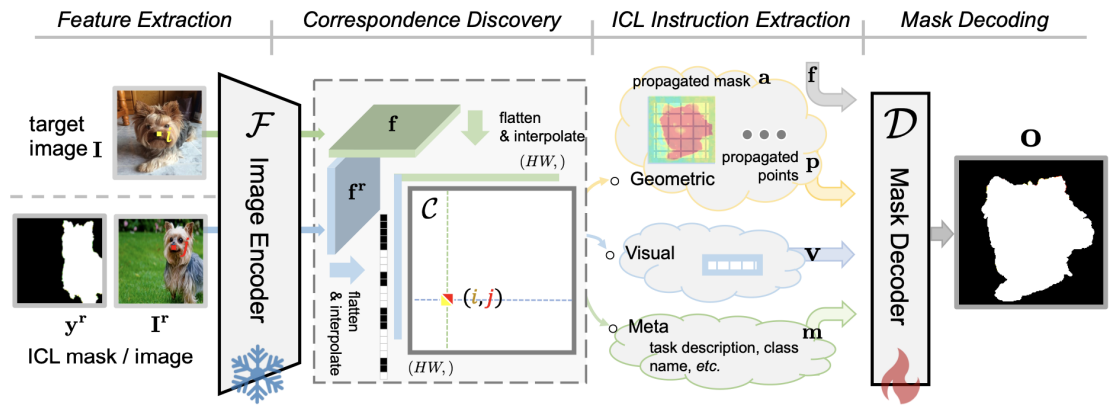 Feature Extraction
Correspondence Discovery
ICL Instruction Extraction
Mask Decoding
target
image I
y^r
I^r
ICL mask / image
F
Image Encoder
f
flatten
& interpolate
(HW,)
f^r
flatten
& interpolate
C
(i,j)
(HW,)
propagated mask a
propagated
points
p
Geometric
Visual
v
Meta
m
task description, class
name, etc.
f
D
Mask Decoder
O